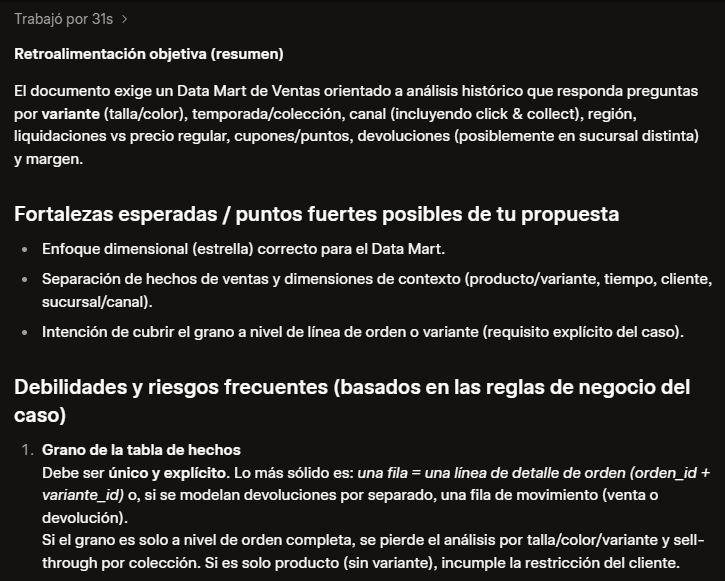 Trabajó por 31s >
Retroalimentación objetiva (resumen)
El documento exige un Data Mart de Ventas orientado a análisis histórico que responda preguntas
por variante (talla/color), temporada/colección, canal (incluyendo click & collect), región,
liquidaciones vs precio regular, cupones/puntos, devoluciones (posiblemente en sucursal distinta)
y margen.
Fortalezas esperadas / puntos fuertes posibles de tu propuesta
• Enfoque dimensional (estrella) correcto para el Data Mart.
• Separación de hechos de ventas y dimensiones de contexto (producto/variante, tiempo, cliente,
sucursal/canal).
• Intención de cubrir el grano a nivel de línea de orden o variante (requisito explícito del caso).
Debilidades y riesgos frecuentes (basados en las reglas de negocio del
caso)
1. Grano de la tabla de hechos
Debe ser único y explícito. Lo más sólido es: una fila = una línea de detalle de orden (orden_id +
variante_id) o, si se modelan devoluciones por separado, una fila de movimiento (venta o
devolución).
Si el grano es solo a nivel de orden completa, se pierde el análisis por talla/color/variante y sell-
through por colección. Si es solo producto (sin variante), incumple la restricción del cliente.